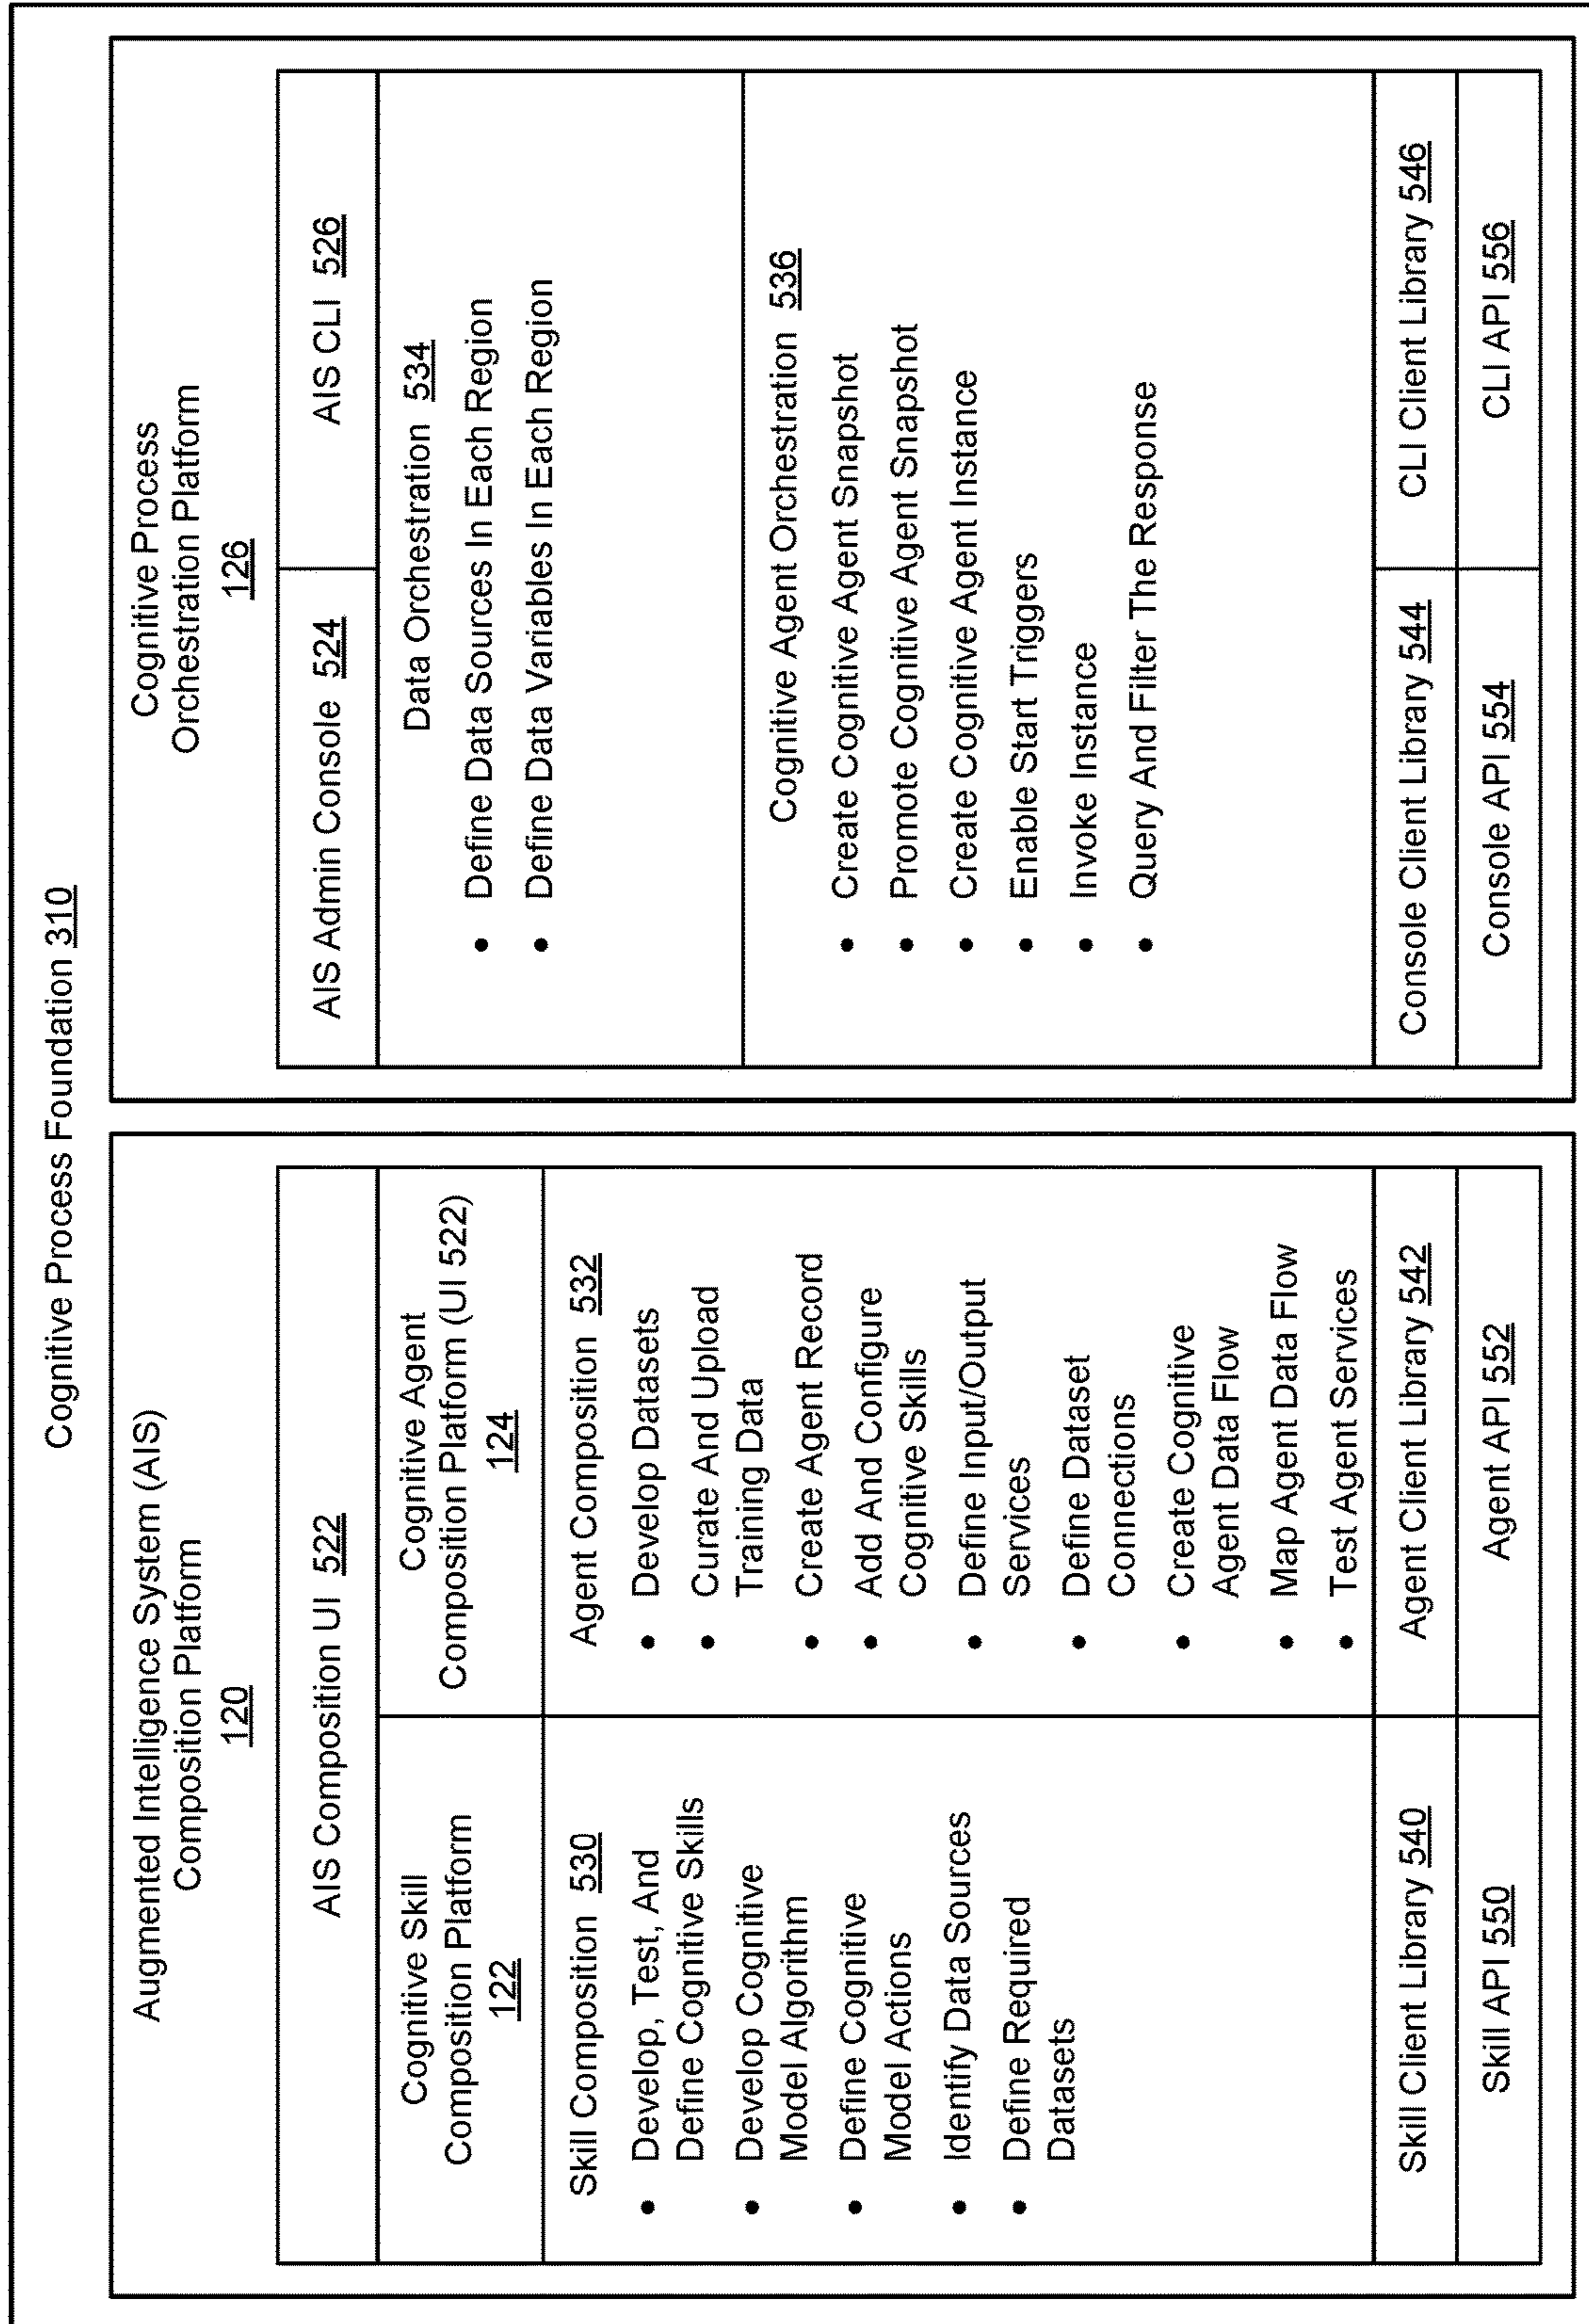 Cognitive Process Foundation 310
Augmented Intelligence System (AIS)
Composition Platform
120
AIS Composition UI 522
Cognitive Skill
Composition Platform
122
Skill Composition 530
• Develop, Test, And
Define Cognitive Skills
• Develop Cognitive
Model Algorithm
• Define Cognitive
Model Actions
• Identify Data Sources
• Define Required
Datasets
Skill Client Library 540
Skill API 550
Cognitive Agent
Composition Platform (UI 522)
124
Agent Composition 532
• Develop Datasets
• Curate And Upload
Training Data
• Create Agent Record
• Add And Configure
Cognitive Skills
• Define Input/Output
Services
• Define Dataset
Connections
• Create Cognitive
Agent Data Flow
• Map Agent Data Flow
• Test Agent Services
Agent Client Library 542
Agent API 552
Cognitive Process
Orchestration Platform
126
AIS Admin Console 524
AIS CLI 526
Data Orchestration 534
• Define Data Sources In Each Region
• Define Data Variables In Each Region
Cognitive Agent Orchestration 536
• Create Cognitive Agent Snapshot
• Promote Cognitive Agent Snapshot
• Create Cognitive Agent Instance
• Enable Start Triggers
• Invoke Instance
• Query And Filter The Response
Console Client Library 544
CLI Client Library 546
Console API 554
CLI API 556